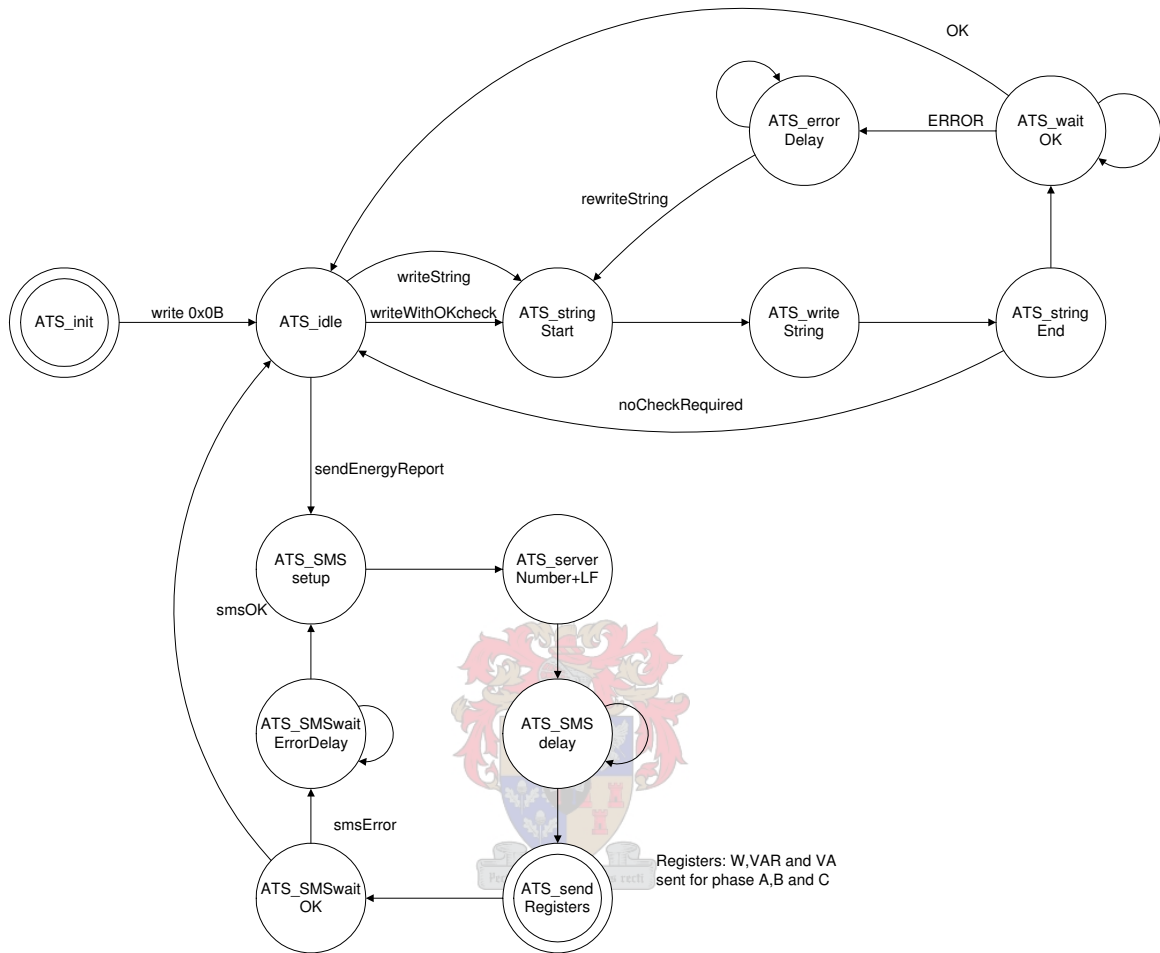 OK
ATS_error
Delay
ERROR
ATS_wait
OK
rewriteString
writeString
ATS_init
write 0x0B
ATS_idle
writeWithOKcheck
ATS_string
Start
ATS_write
String
ATS_string
End
noCheckRequired
sendEnergyReport
ATS_SMS
setup
ATS_server
Number+LF
smsOK
ATS_SMSwait
ErrorDelay
ATS_SMS
delay
smsError
ATS_SMSwait
OK
ATS_send
Registers
Registers: W,VAR and VA
sent for phase A,B and C
recti